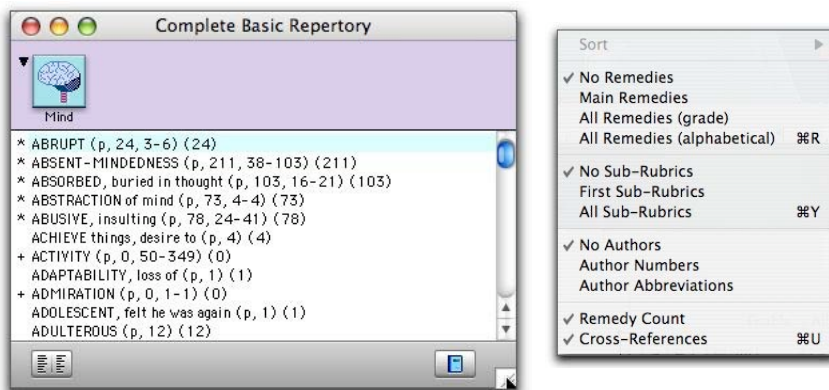 Complete Basic Repertory
Mind
* ABRUPT (p, 24, 3-6) (24)
* ABSENT-MINDEDNESS (p, 211, 38-103) (211)
* ABSORBED, buried in thought (p, 103, 16-21) (103)
* ABSTRACTION of mind (p, 73, 4-4) (73)
* ABUSIVE, insulting (p, 78, 24-41) (78)
ACHIEVE things, desire to (p, 4) (4)
+ ACTIVITY (p, 0, 50-349) (0)
ADAPTABILITY, loss of (p, 1) (1)
+ ADMIRATION (p, 0, 1-1) (0)
ADOLESCENT, felt he was again (p, 1) (1)
ADULTEROUS (p, 12) (12)
Sort
✓ No Remedies
Main Remedies
All Remedies (grade)
All Remedies (alphabetical) ⌘R
✓ No Sub-Rubrics
First Sub-Rubrics
All Sub-Rubrics ⌘Y
✓ No Authors
Author Numbers
Author Abbreviations
✓ Remedy Count
✓ Cross-References ⌘U